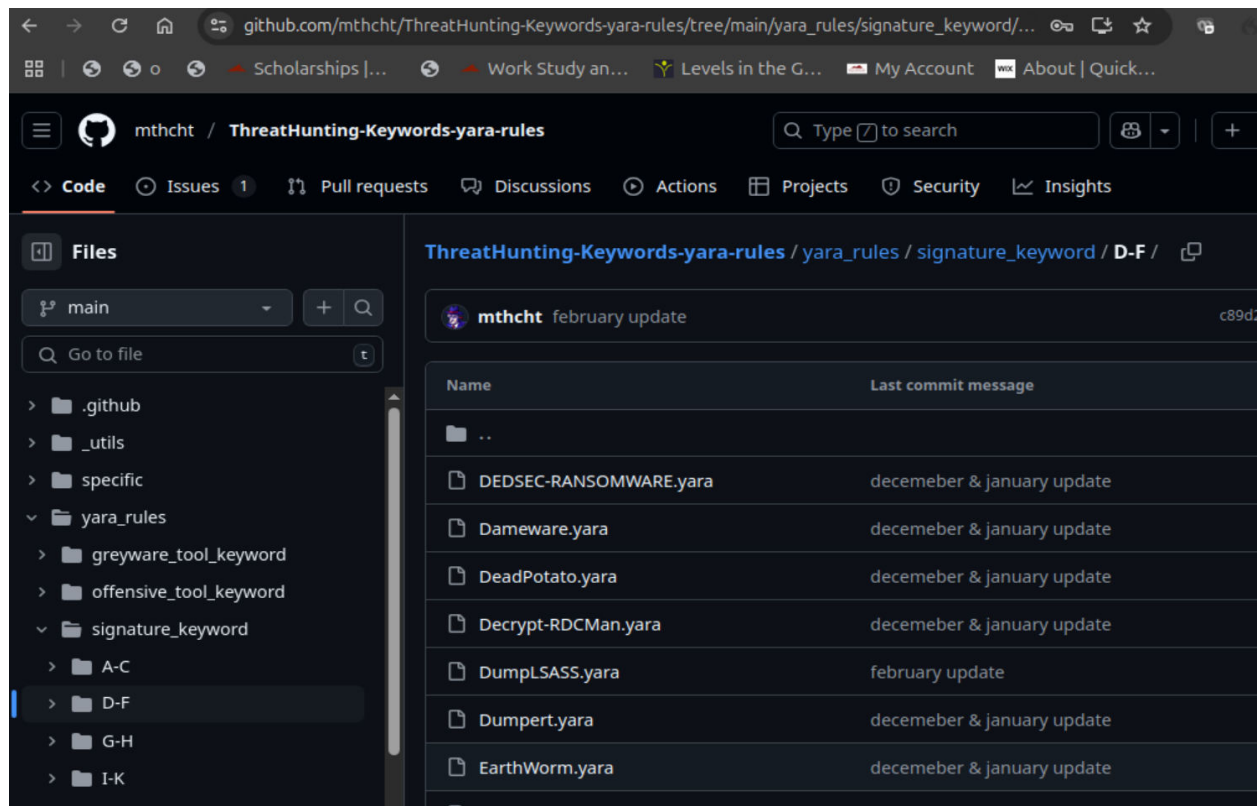 github.com/mthcht/ThreatHunting-Keywords-yara-rules/tree/main/yara_rules/signature_keyword/...
o Scholarships |... Work Study an... Levels in the G... My Account WIX About | Quick...
mthcht / ThreatHunting-Keywords-yara-rules
Type / to search
Code Issues 1 Pull requests Discussions Actions Projects Security Insights
Files
main
Go to file t
.github
_utils
specific
yara_rules
greyware_tool_keyword
offensive_tool_keyword
signature_keyword
A-C
D-F
G-H
I-K
ThreatHunting-Keywords-yara-rules / yara_rules / signature_keyword / D-F /
mthcht february update c89d2
Name Last commit message
..
DEDSEC-RANSOMWARE.yara decemeber & january update
Dameware.yara decemeber & january update
DeadPotato.yara decemeber & january update
Decrypt-RDCMan.yara decemeber & january update
DumpLSASS.yara february update
Dumpert.yara decemeber & january update
EarthWorm.yara decemeber & january update